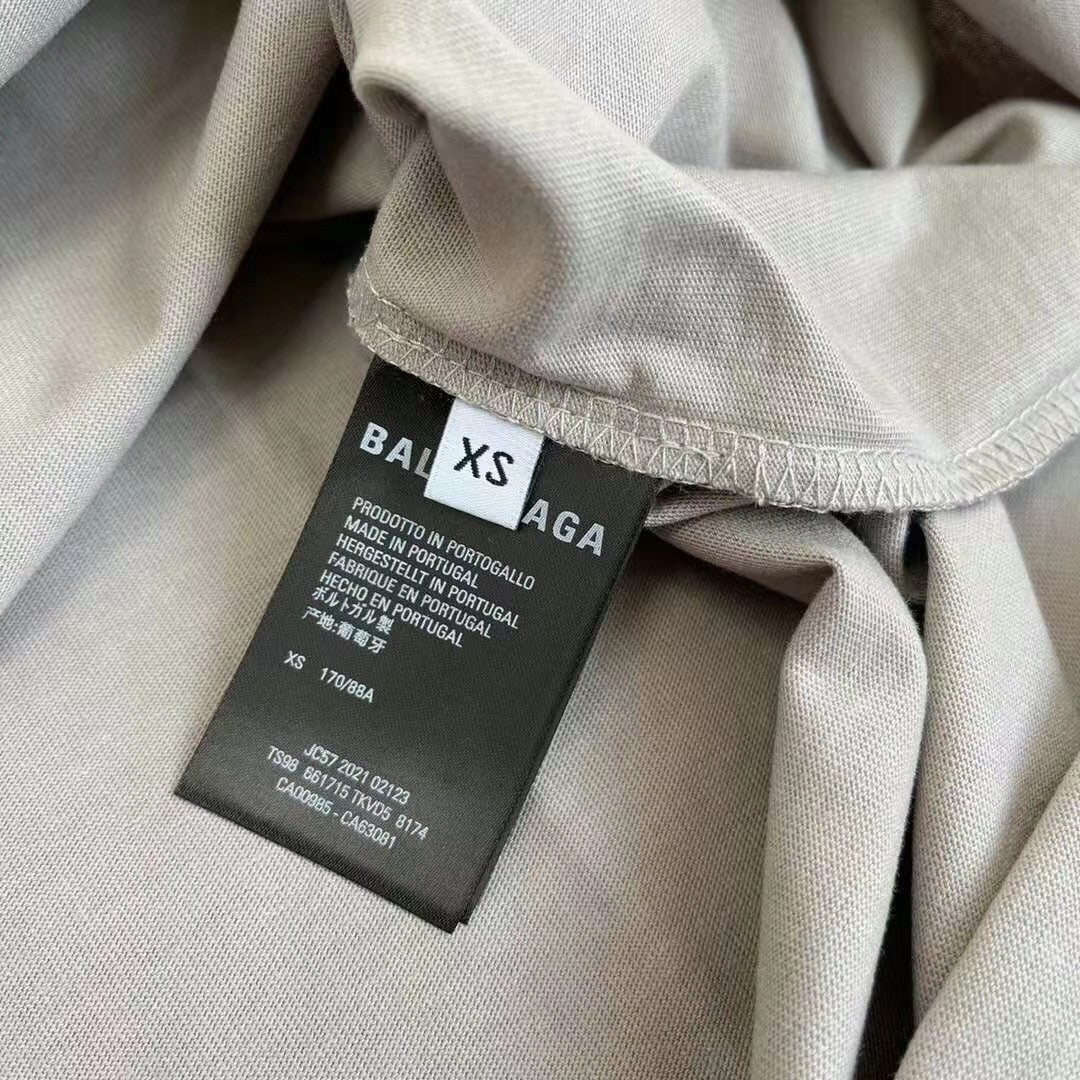 BAL AGA
XS
PRODOTTO IN PORTOGALLO
MADE IN PORTUGAL
HERGESTELLT IN PORTUGAL
FABRIQUE EN PORTUGAL
HECHO EN PORTUGAL
ポルトガル製
产地:葡萄牙
XS 170/88A
JC57 2021 02123
TS98 661715 TKVD5 8174
CA00985 - CA63081